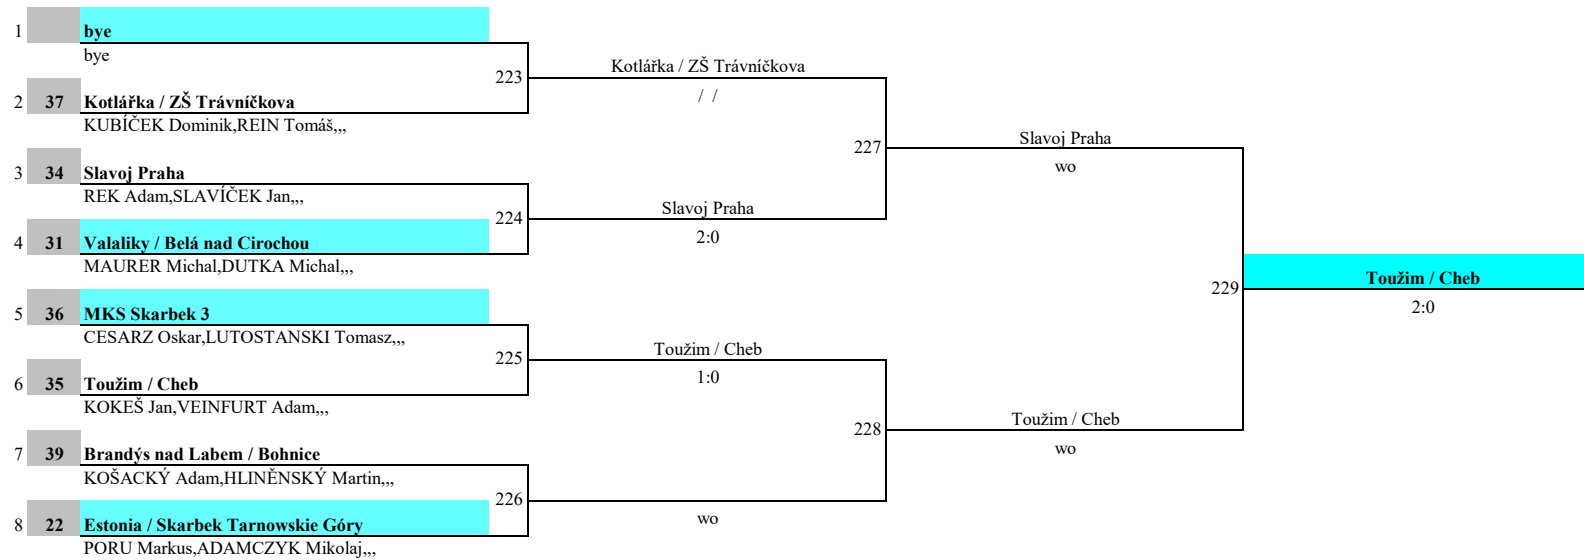 1 bye
bye
223
Kotlářka / ZŠ Trávníčkova
/ /
2 37 Kotlářka / ZŠ Trávníčkova
KUBÍČEK Dominik,REIN Tomáš,,,
227
Slavoj Praha
wo
3 34 Slavoj Praha
REK Adam,SLAVÍČEK Jan,,,
224
Slavoj Praha
2:0
4 31 Valaliky / Belá nad Cirochou
MAURER Michal,DUTKA Michal,,,
229
Toužim / Cheb
2:0
5 36 MKS Skarbek 3
CESARZ Oskar,LUTOSTANSKI Tomasz,,,
225
Toužim / Cheb
1:0
6 35 Toužim / Cheb
KOKEŠ Jan,VEINFURT Adam,,,
228
Toužim / Cheb
wo
7 39 Brandýs nad Labem / Bohnice
KOŠACKÝ Adam,HLINĚNSKÝ Martin,,,
226
wo
8 22 Estonia / Skarbek Tarnowskie Góry
PORU Markus,ADAMCZYK Mikolaj,,,